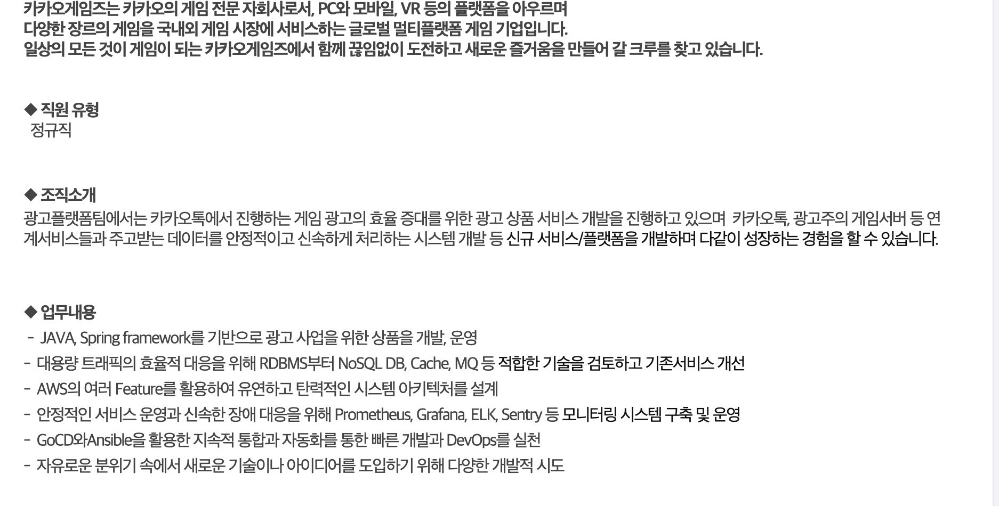 카카오게임즈는 카카오의 게임 전문 자회사로서, PC와 모바일, VR 등의 플랫폼을 아우르며
다양한 장르의 게임을 국내외 게임 시장에 서비스하는 글로벌 멀티플랫폼 게임 기업입니다.
일상의 모든 것이 게임이 되는 카카오게임즈에서 함께 끊임없이 도전하고 새로운 즐거움을 만들어 갈 크루를 찾고 있습니다.
◆ 직원 유형
정규직
◆ 조직소개
광고플랫폼팀에서는 카카오톡에서 진행하는 게임 광고의 효율 증대를 위한 광고 상품 서비스 개발을 진행하고 있으며 카카오톡, 광고주의 게임서버 등 연
계서비스들과 주고받는 데이터를 안정적이고 신속하게 처리하는 시스템 개발 등 신규 서비스/플랫폼을 개발하며 다같이 성장하는 경험을 할 수 있습니다.
◆ 업무내용
- JAVA, Spring framework를 기반으로 광고 사업을 위한 상품을 개발, 운영
- 대용량 트래픽의 효율적 대응을 위해 RDBMS부터 NoSQL DB, Cache, MQ 등 적합한 기술을 검토하고 기존서비스 개선
- AWS의 여러 Feature를 활용하여 유연하고 탄력적인 시스템 아키텍처를 설계
- 안정적인 서비스 운영과 신속한 장애 대응을 위해 Prometheus, Grafana, ELK, Sentry 등 모니터링 시스템 구축 및 운영
- GoCD와Ansible을 활용한 지속적 통합과 자동화를 통한 빠른 개발과 DevOps를 실천
- 자유로운 분위기 속에서 새로운 기술이나 아이디어를 도입하기 위해 다양한 개발적 시도